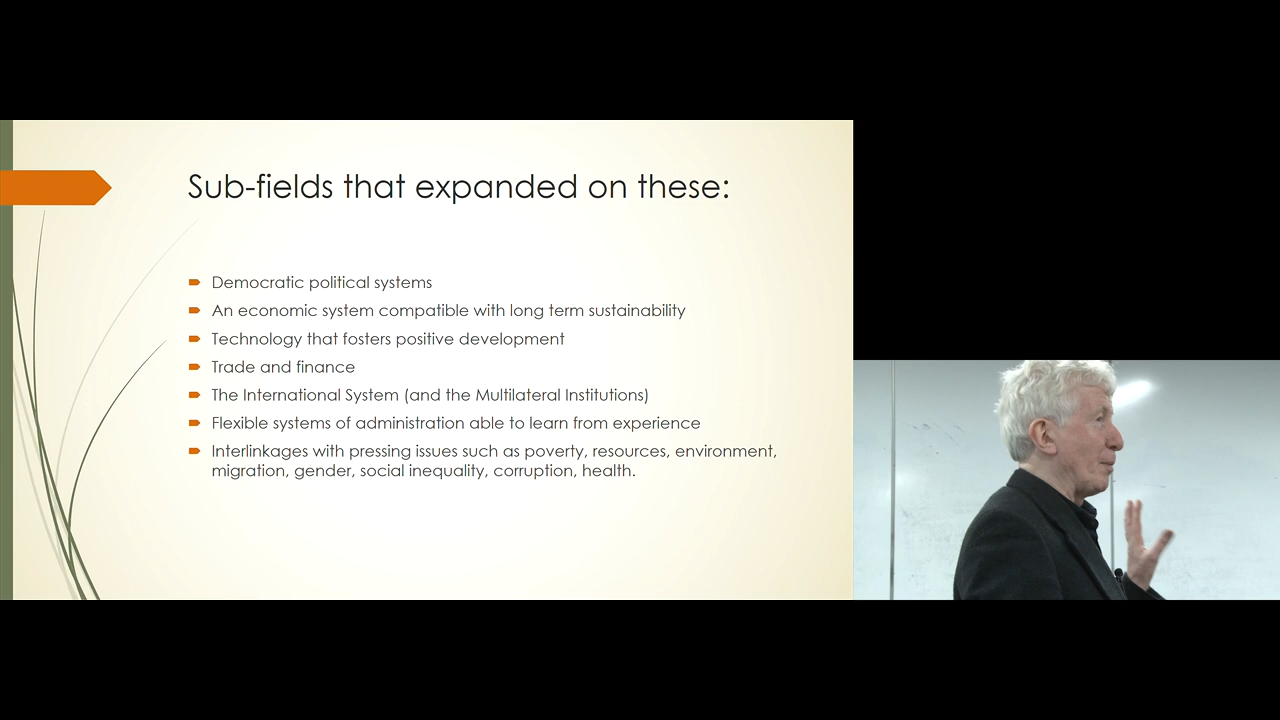 Sub-fields that expanded on these:
Democratic political systems
An economic system compatible with long term sustainability
Technology that fosters positive development
Trade and finance
The International System (and the Multilateral Institutions)
Flexible systems of administration able to learn from experience
Interlinkages with pressing issues such as poverty, resources, environment,
migration, gender, social inequality, corruption, health.